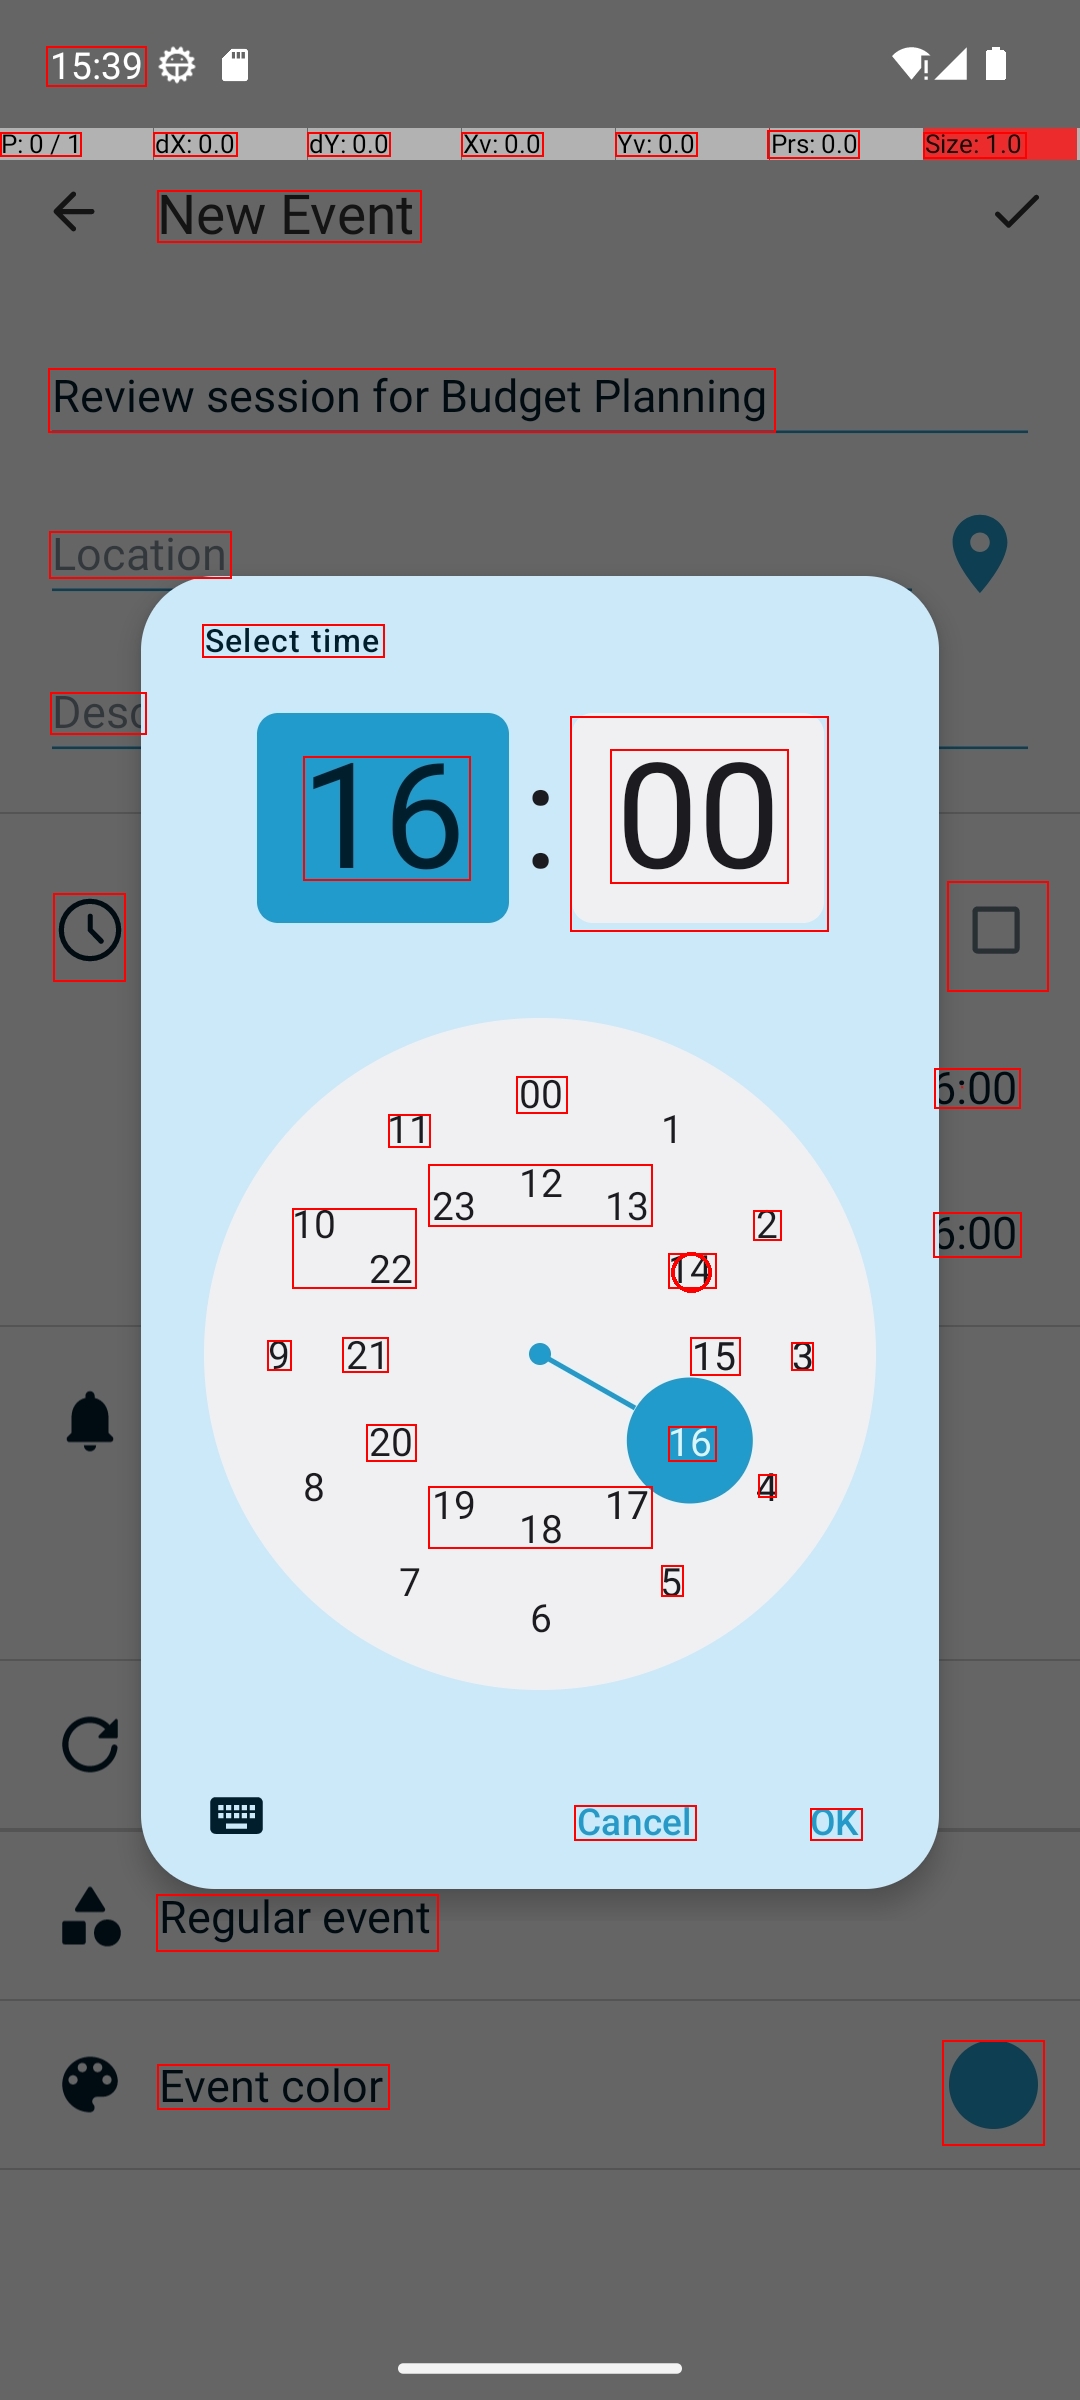 15:39
P: 0 / 1 dX: 0.0 dY: 0.0 Xv: 0.0 Yv: 0.0 Prs: 0.0 Size: 1.0
New Event
Review session for Budget Planning
Location
Select time
Desc
16:00
6:00
6:00
00
11 1
12
23 13
10 2
22 14
9 21 15 3
20 16
8 4
19 17
18
7 5
6
Cancel OK
Regular event
Event color